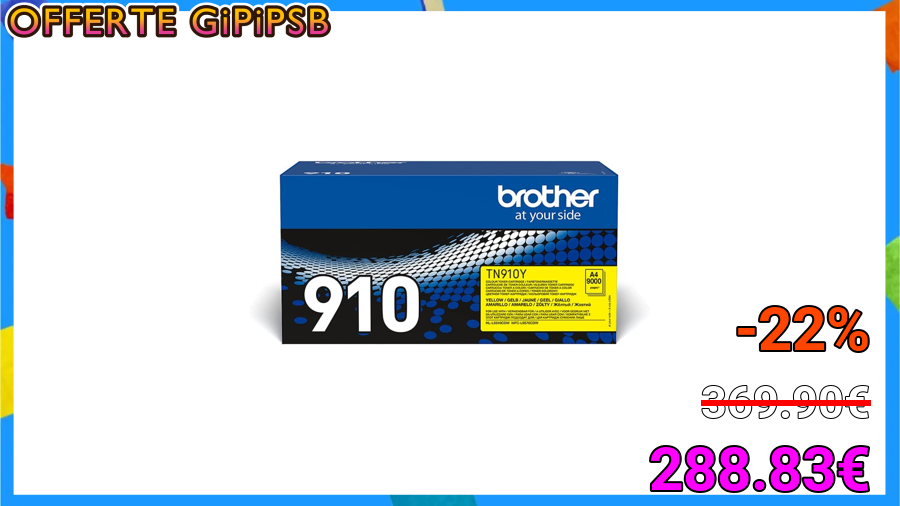 OFFERTE GiPiPSB
brother
at your side
910
TN910Y
A4
9000
YELLOW / GELB / JAUNE / GEEL / GIALLO
AMARILLO / AMARELO / ŻÓŁTY / Жёлтый / Жовтий
-22%
369.90€
288.83€